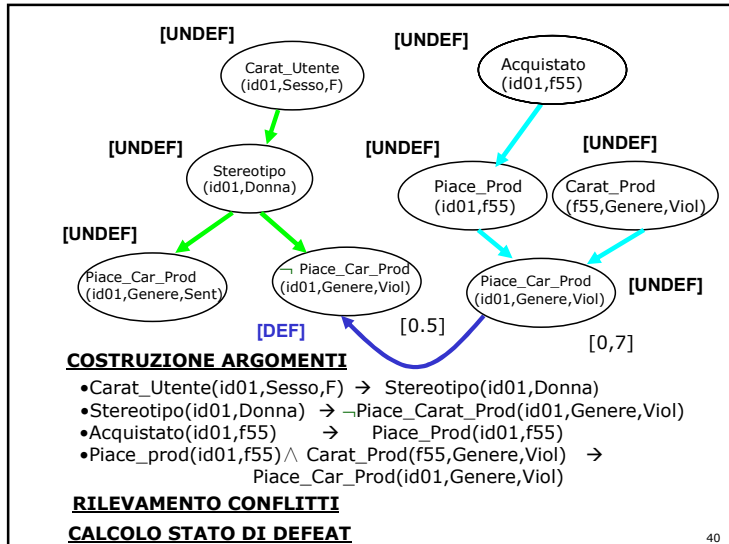 [UNDEF]
Carat_Utente
(id01,Sesso,F)
[UNDEF]
Acquistato
(id01,f55)
[UNDEF]
Stereotipo
(id01,Donna)
[UNDEF]
Piace_Prod
(id01,f55)
[UNDEF]
Carat_Prod
(f55,Genere,Viol)
[UNDEF]
Piace_Car_Prod
(id01,Genere,Sent)
¬ Piace_Car_Prod
(id01,Genere,Viol)
Piace_Car_Prod
(id01,Genere,Viol)
[UNDEF]
[DEF]
[0.5]
[0,7]
COSTRUZIONE ARGOMENTI
•Carat_Utente(id01,Sesso,F) → Stereotipo(id01,Donna)
•Stereotipo(id01,Donna) → ¬Piace_Carat_Prod(id01,Genere,Viol)
•Acquistato(id01,f55) → Piace_Prod(id01,f55)
•Piace_prod(id01,f55)∧ Carat_Prod(f55,Genere,Viol) →
Piace_Car_Prod(id01,Genere,Viol)
RILEVAMENTO CONFLITTI
CALCOLO STATO DI DEFEAT
40